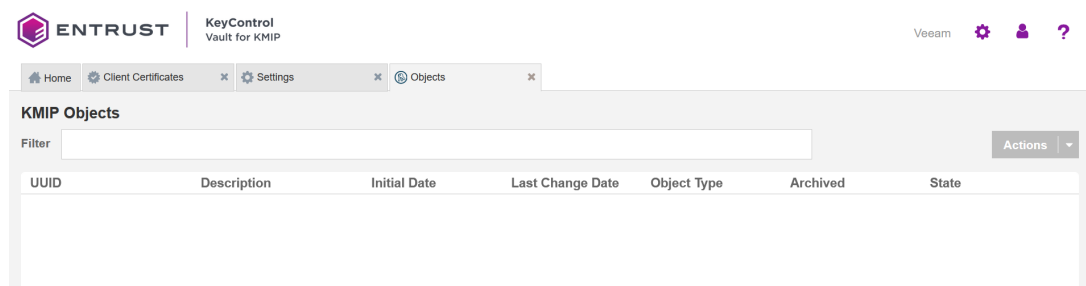 ENTRUST
KeyControl
Vault for KMIP
Veeam
?
Home Client Certificates Settings Objects
KMIP Objects
Filter
Actions
UUID Description Initial Date Last Change Date Object Type Archived State